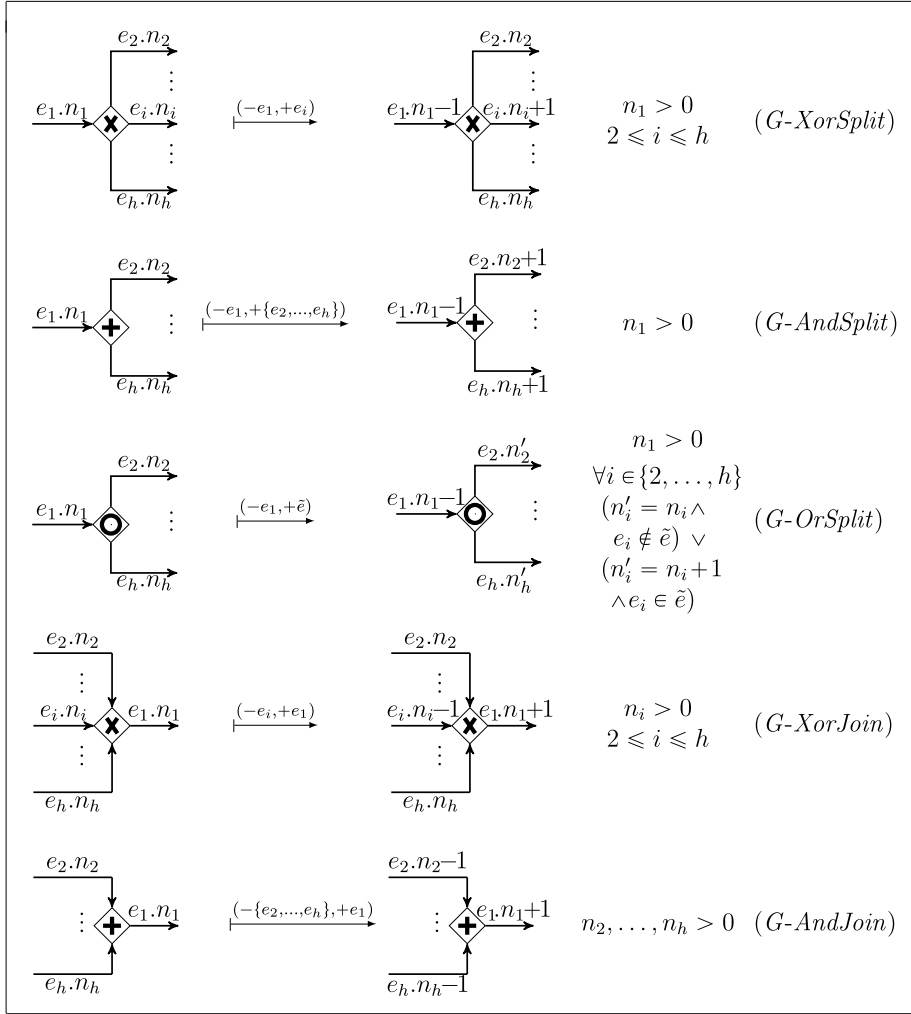 e₂.n₂ e₂.n₂
⋮ ⋮
e₁.n₁ eᵢ.nᵢ (−e₁,+eᵢ) e₁.n₁−1 eᵢ.nᵢ+1 n₁ > 0
2 ⩽ i ⩽ h (G-XorSplit)
⋮ ⋮
eₕ.nₕ eₕ.nₕ
e₂.n₂ e₂.n₂+1
e₁.n₁ ⋮ (−e₁,+{e₂,...,eₕ}) e₁.n₁−1 ⋮ n₁ > 0 (G-AndSplit)
eₕ.nₕ eₕ.nₕ+1
e₂.n₂ e₂.n′₂ n₁ > 0
∀i ∈{2, . . . , h}
e₁.n₁ ⋮ (−e₁,+ẽ) e₁.n₁−1 ⋮ (n′ᵢ = nᵢ∧ (G-OrSplit)
eᵢ ∉ ẽ) ∨
eₕ.nₕ eₕ.n′ₕ (n′ᵢ = nᵢ+1
∧eᵢ ∈ ẽ)
e₂.n₂ e₂.n₂
⋮ ⋮
eᵢ.nᵢ e₁.n₁ (−eᵢ,+e₁) eᵢ.nᵢ−1 e₁.n₁+1 nᵢ > 0
2 ⩽ i ⩽ h (G-XorJoin)
⋮ ⋮
eₕ.nₕ eₕ.nₕ
e₂.n₂ e₂.n₂−1
⋮ e₁.n₁ (−{e₂,...,eₕ},+e₁) ⋮ e₁.n₁+1 n₂, . . . , nₕ > 0 (G-AndJoin)
eₕ.nₕ eₕ.nₕ−1